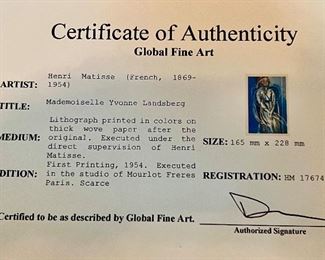 Certificate of Authenticity
Global Fine Art
ARTIST: Henri Matisse (French, 1869-
1954)
TITLE: Mademoiselle Yvonne Landsberg
Lithograph printed in colors on
thick wove paper after the
MEDIUM: original. Executed under the
direct supervision of Henri
Matisse.
SIZE: 165 mm x 228 mm
First Printing, 1954. Executed
EDITION: in the studio of Mourlot Freres
Paris. Scarce
REGISTRATION: HM 17674
Certified to be as described by Global Fine Art.
Authorized Signature